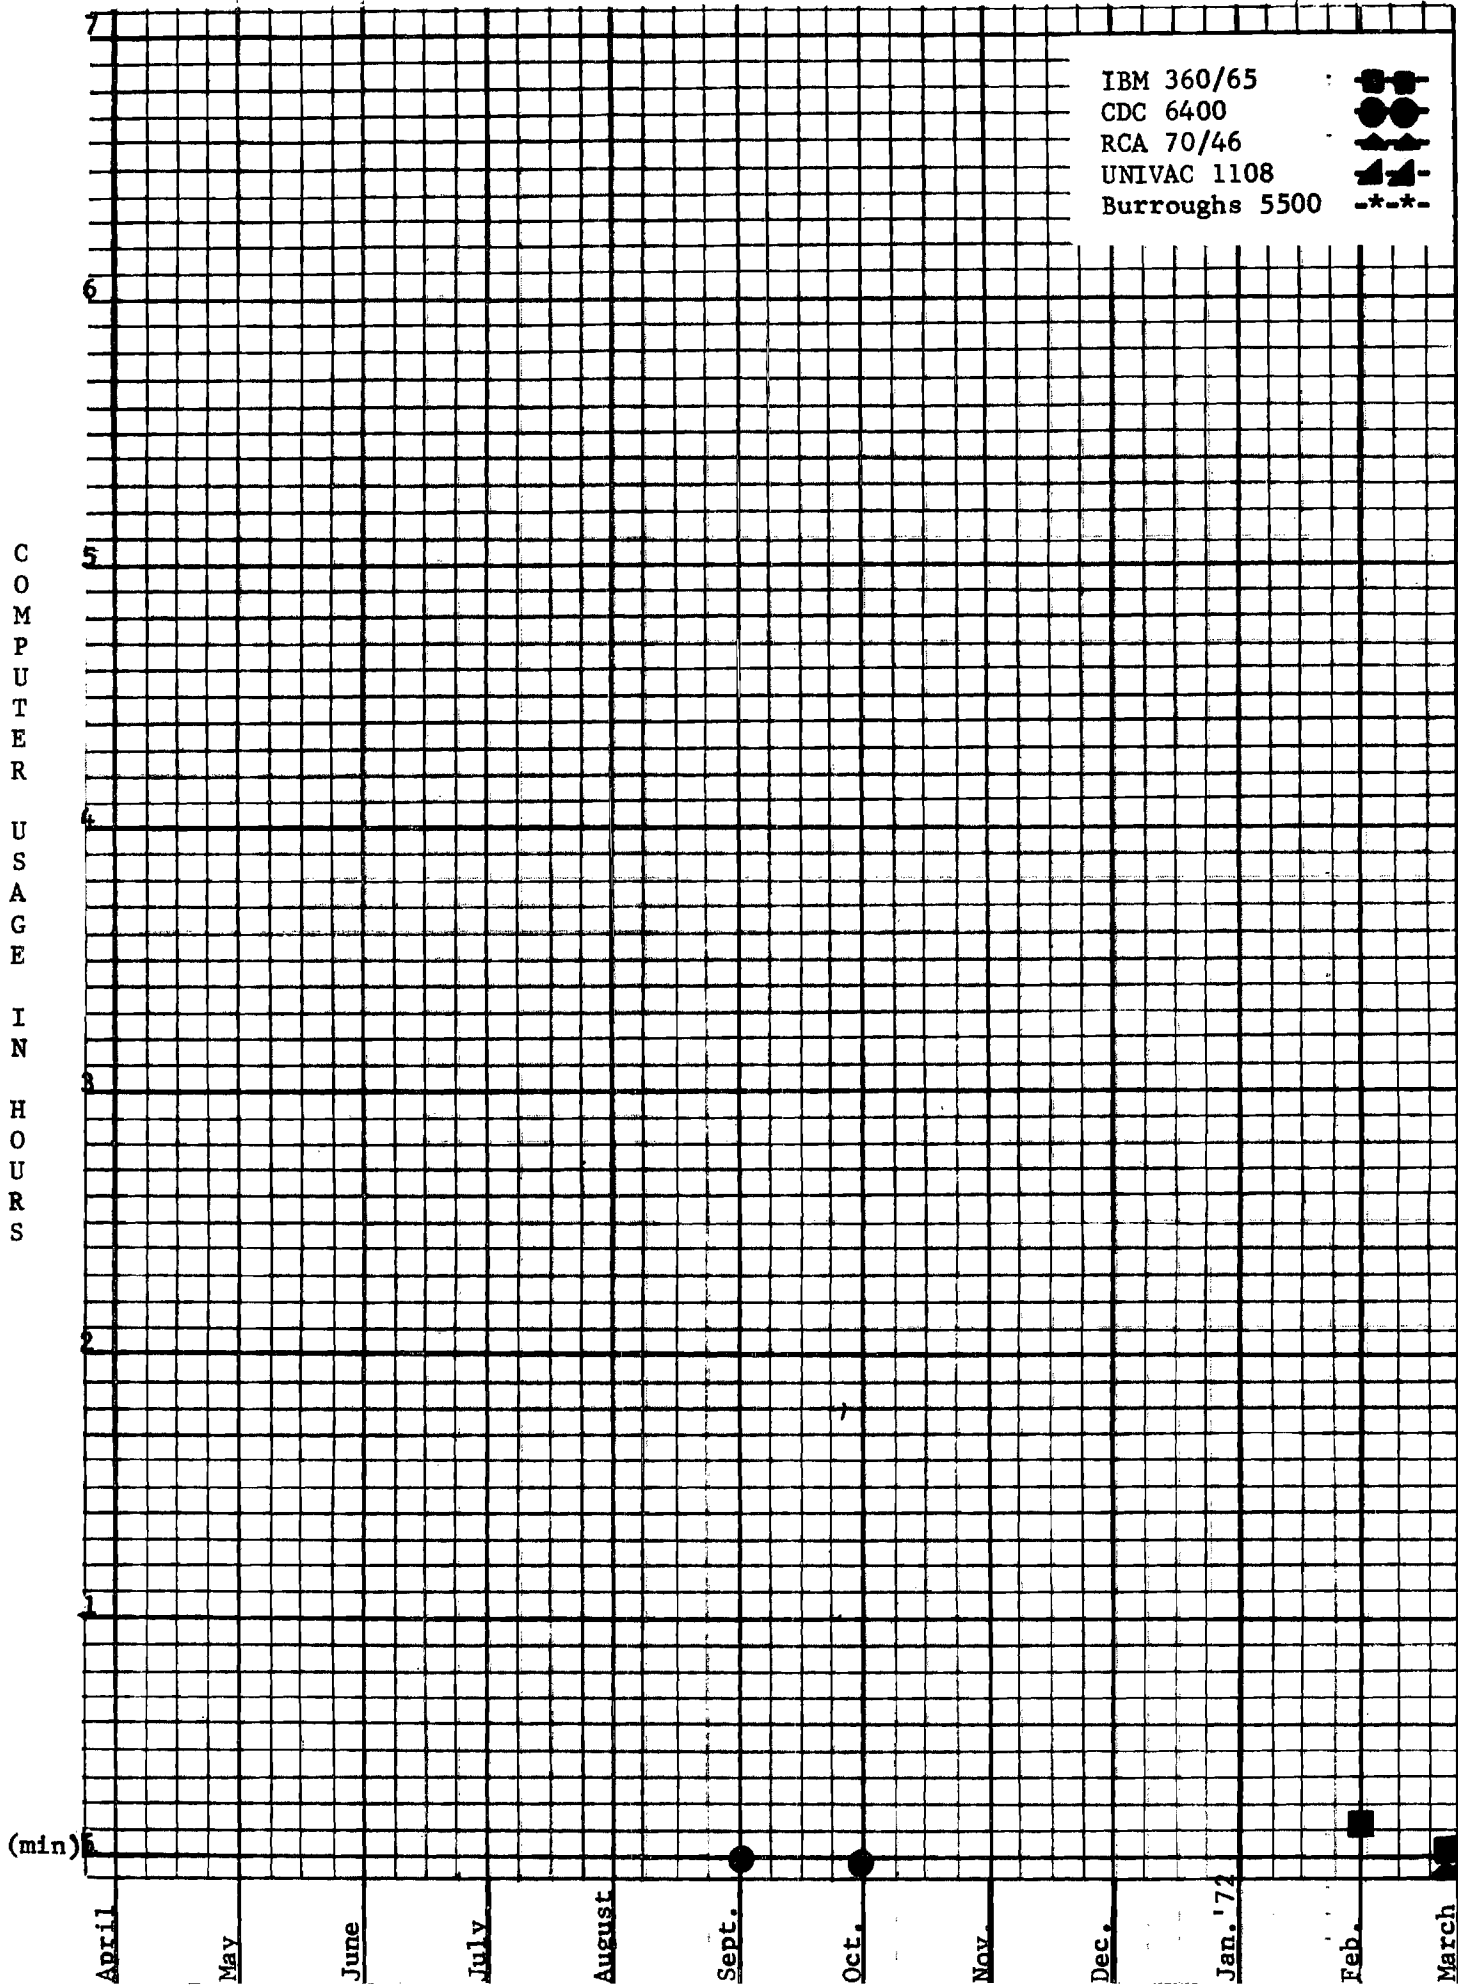 7
IBM 360/65
CDC 6400
RCA 70/46
UNIVAC 1108
Burroughs 5500 -*-*-
6
5
COMPUTER USAGE IN HOURS
4
3
2
1
(min) 6
April
May
June
July
August
Sept.
Oct.
Nov.
Dec.
Jan. '72
Feb.
March